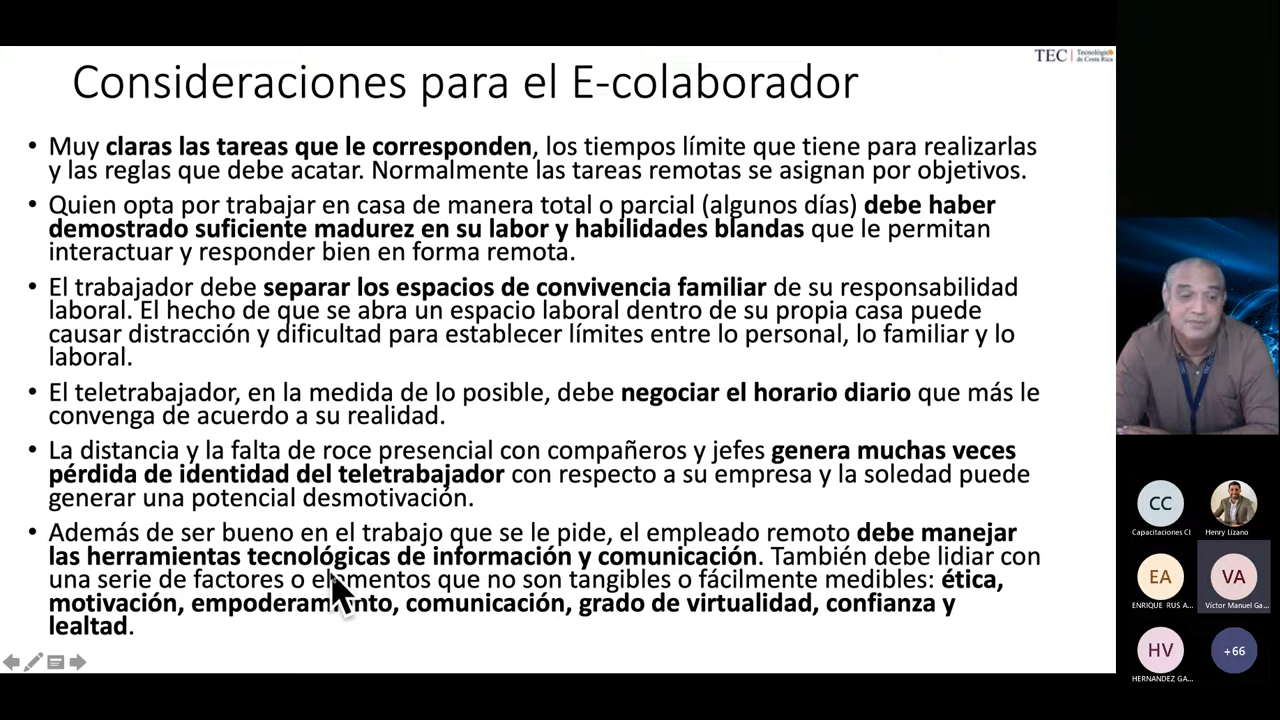 TEC | Tecnológico
de Costa Rica
Consideraciones para el E-colaborador
• Muy claras las tareas que le corresponden, los tiempos límite que tiene para realizarlas
y las reglas que debe acatar. Normalmente las tareas remotas se asignan por objetivos.
• Quien opta por trabajar en casa de manera total o parcial (algunos días) debe haber
demostrado suficiente madurez en su labor y habilidades blandas que le permitan
interactuar y responder bien en forma remota.
• El trabajador debe separar los espacios de convivencia familiar de su responsabilidad
laboral. El hecho de que se abra un espacio laboral dentro de su propia casa puede
causar distracción y dificultad para establecer límites entre lo personal, lo familiar y lo
laboral.
• El teletrabajador, en la medida de lo posible, debe negociar el horario diario que más le
convenga de acuerdo a su realidad.
• La distancia y la falta de roce presencial con compañeros y jefes genera muchas veces
pérdida de identidad del teletrabajador con respecto a su empresa y la soledad puede
generar una potencial desmotivación.
• Además de ser bueno en el trabajo que se le pide, el empleado remoto debe manejar
las herramientas tecnológicas de información y comunicación. También debe lidiar con
una serie de factores o elementos que no son tangibles o fácilmente medibles: ética,
motivación, empoderamiento, comunicación, grado de virtualidad, confianza y
lealtad.
CC
Capacitaciones CI
Henry Lizano
EA
ENRIQUE RUS A...
VA
Víctor Manuel Ga...
HV
HERNANDEZ GA...
+66